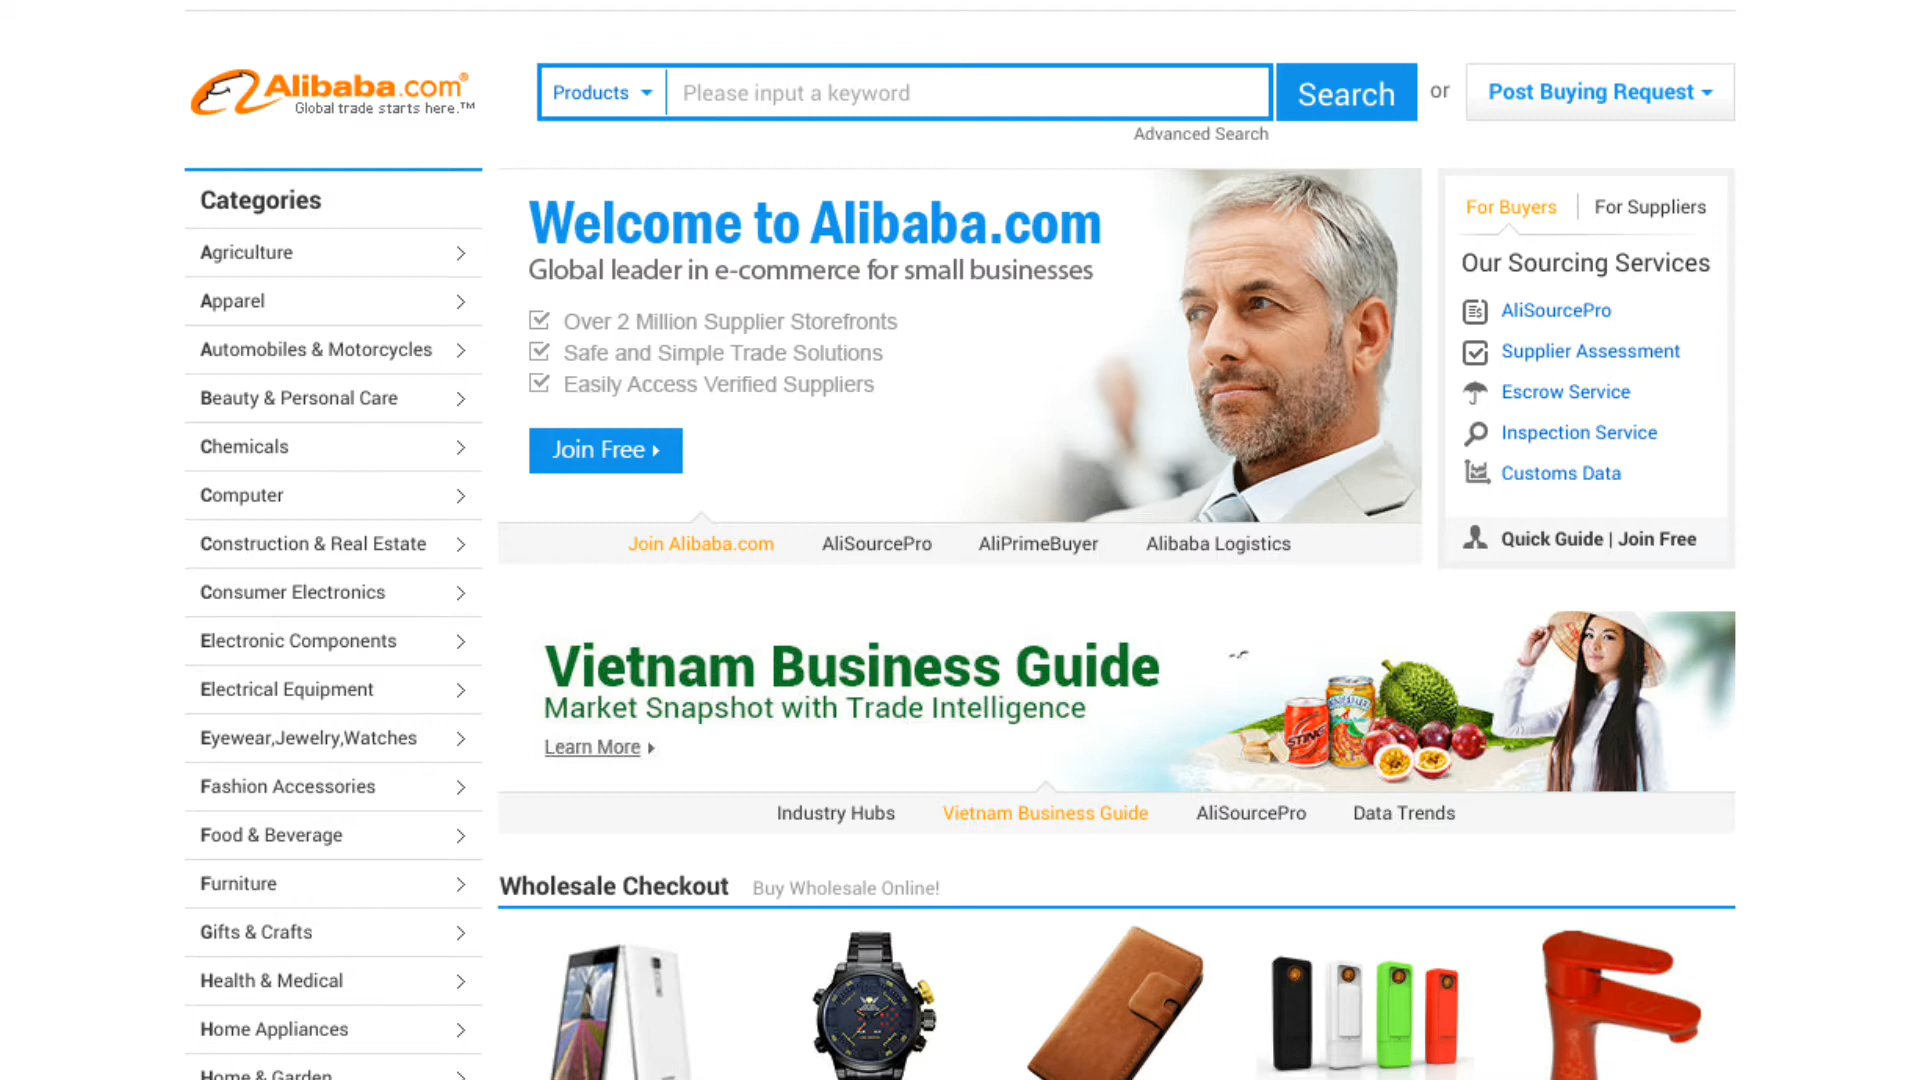 Alibaba.com®
Global trade starts here.™
Products
Please input a keyword
Search
or
Post Buying Request
Advanced Search
Categories
Agriculture
Apparel
Automobiles & Motorcycles
Beauty & Personal Care
Chemicals
Computer
Construction & Real Estate
Consumer Electronics
Electronic Components
Electrical Equipment
Eyewear,Jewelry,Watches
Fashion Accessories
Food & Beverage
Furniture
Gifts & Crafts
Health & Medical
Home Appliances
Home & Garden
Welcome to Alibaba.com
Global leader in e-commerce for small businesses
Over 2 Million Supplier Storefronts
Safe and Simple Trade Solutions
Easily Access Verified Suppliers
Join Free
Join Alibaba.com
AliSourcePro
AliPrimeBuyer
Alibaba Logistics
For Buyers
For Suppliers
Our Sourcing Services
AliSourcePro
Supplier Assessment
Escrow Service
Inspection Service
Customs Data
Quick Guide | Join Free
Vietnam Business Guide
Market Snapshot with Trade Intelligence
Learn More
STING
Industry Hubs
Vietnam Business Guide
AliSourcePro
Data Trends
Wholesale Checkout
Buy Wholesale Online!